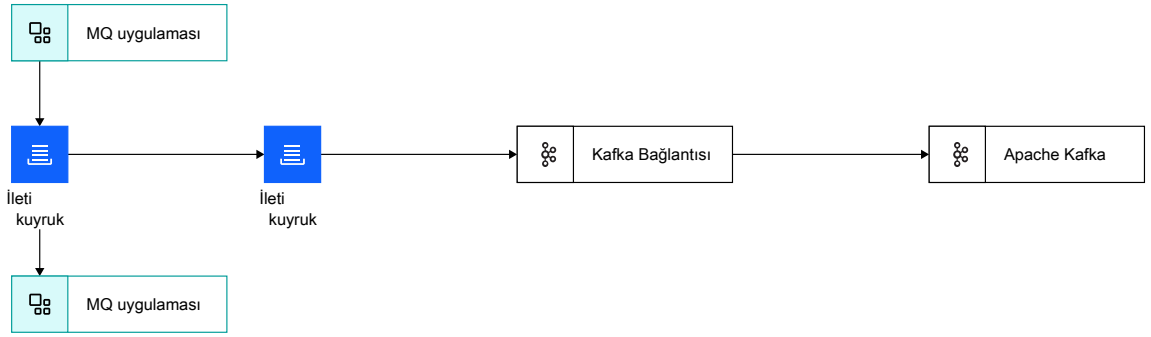 MQ uygulaması
Kafka Bağlantısı
Apache Kafka
İleti
kuyruk
İleti
kuyruk
MQ uygulaması